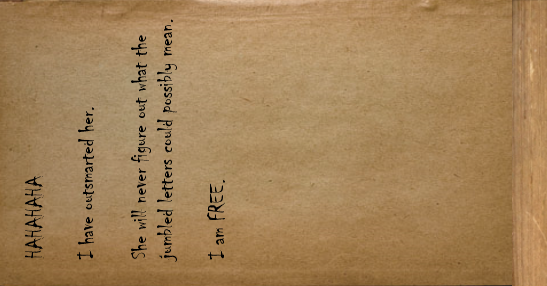 HAHAHAHA
I have outsmarted her.
She will never figure out what the
jumbled letters could possibly mean.
I am FREE.